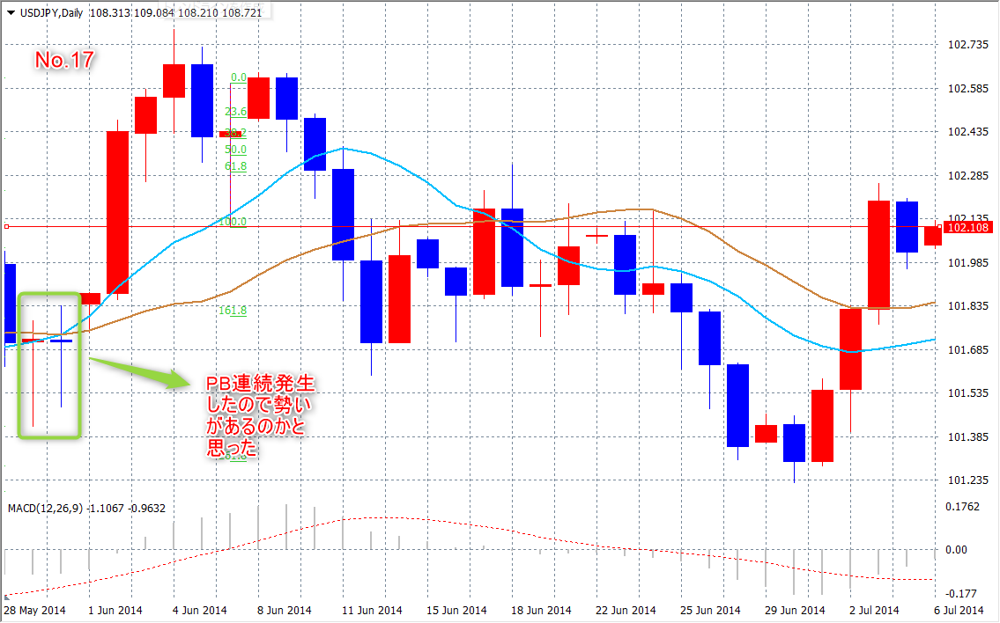 USDJPY,Daily 108.313 109.084 108.210 108.721
No.17
0.0
23.6
38.2
50.0
61.8
100.0
161.8
PB連続発生
したので勢い
があるのかと
思った
102.735
102.585
102.435
102.285
102.135
102.108
101.985
101.835
101.685
101.535
101.385
101.235
MACD(12,26,9) -1.1067 -0.9632
0.1762
0.00
-0.177
28 May 2014
1 Jun 2014
4 Jun 2014
8 Jun 2014
11 Jun 2014
15 Jun 2014
18 Jun 2014
22 Jun 2014
25 Jun 2014
29 Jun 2014
2 Jul 2014
6 Jul 2014